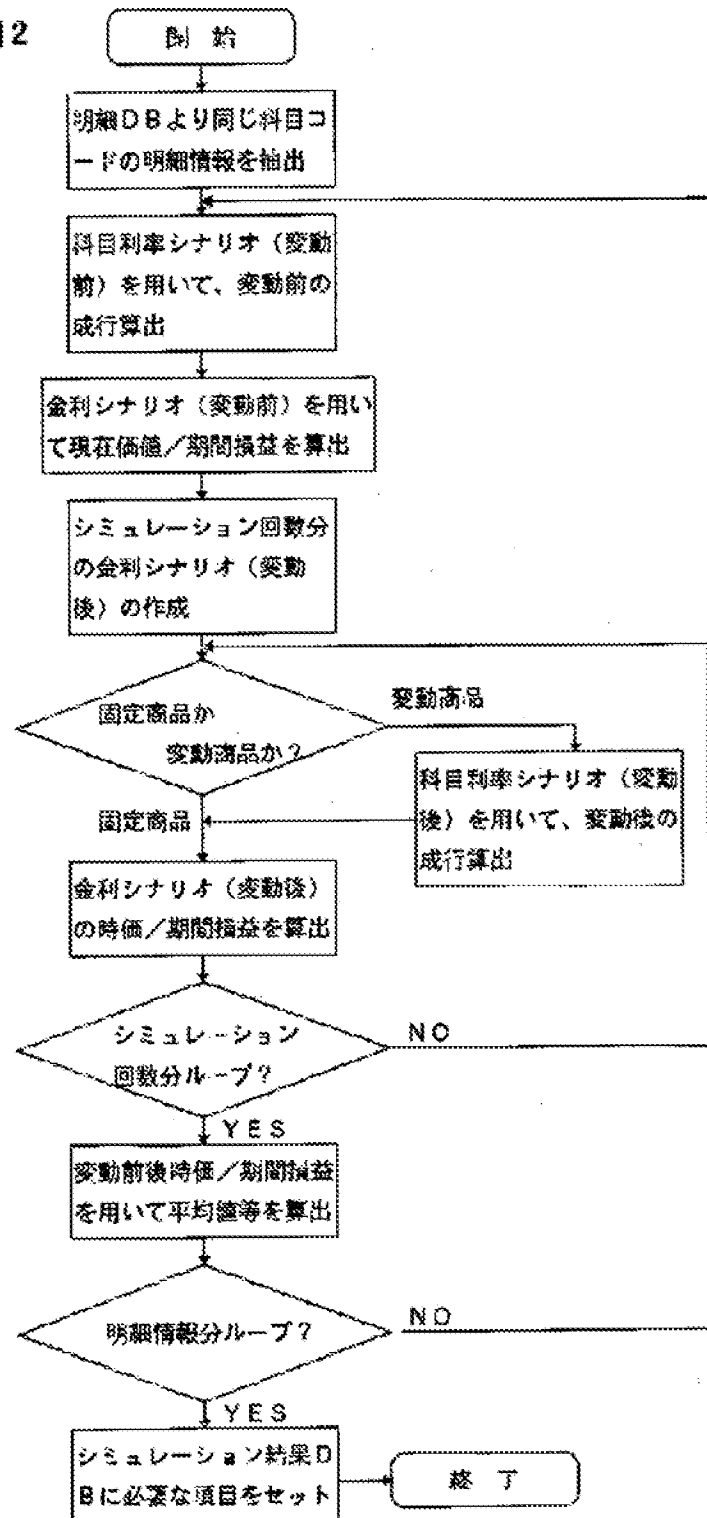 12
開 始
明細DBより同じ科目コ
ードの明細情報を抽出
科目利率シナリオ(変動
前)を用いて、変動前の
成行算出
金利シナリオ(変動前)を用い
て現在価値/期間損益を算出
シミュレーション回数分
の金利シナリオ(変動
後)の作成
固定商品か
変動商品か?
変動商品
科目利率シナリオ(変動
後)を用いて、変動後の
成行算出
固定商品
金利シナリオ(変動後)
の時価/期間損益を算出
シミュレーション
回数分ループ?
NO
YES
変動前後時価/期間損益
を用いて平均値等を算出
明細情報分ループ?
NO
YES
シミュレーション結果D
Bに必要な項目をセット
終 了